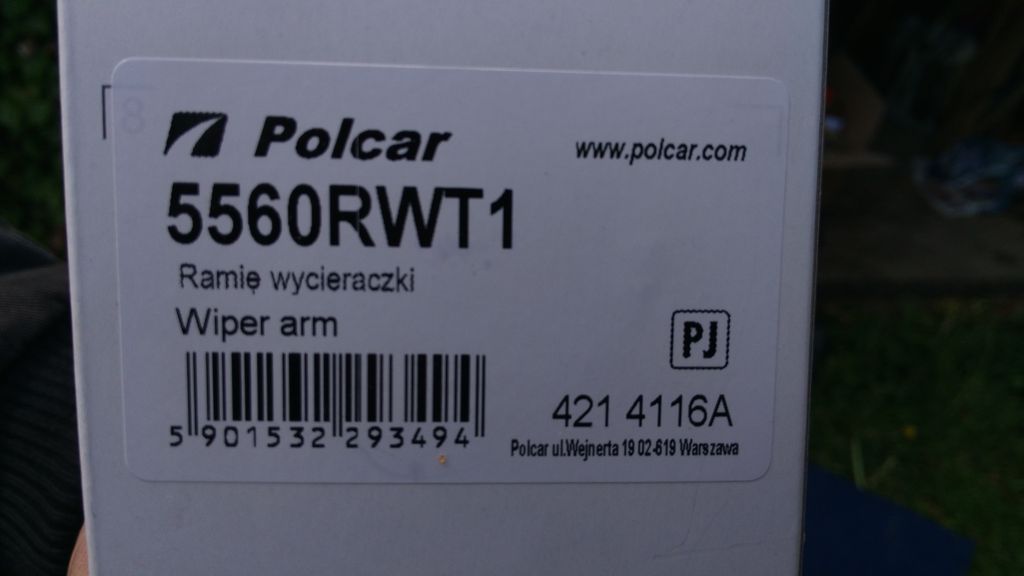 Polcar
www.polcar.com
5560RWT1
Ramię wycieraczki
Wiper arm
PJ
5 901532 293494
421 4116A
Polcar ul.Wejnerta 19 02-619 Warszawa
8